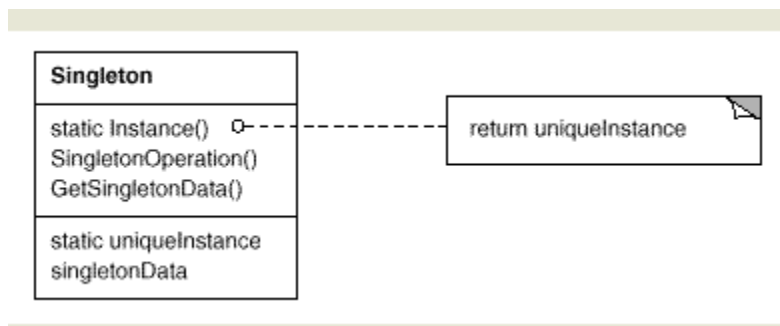 Singleton
static Instance()
return uniqueInstance
SingletonOperation()
GetSingletonData()
static uniqueInstance
singletonData